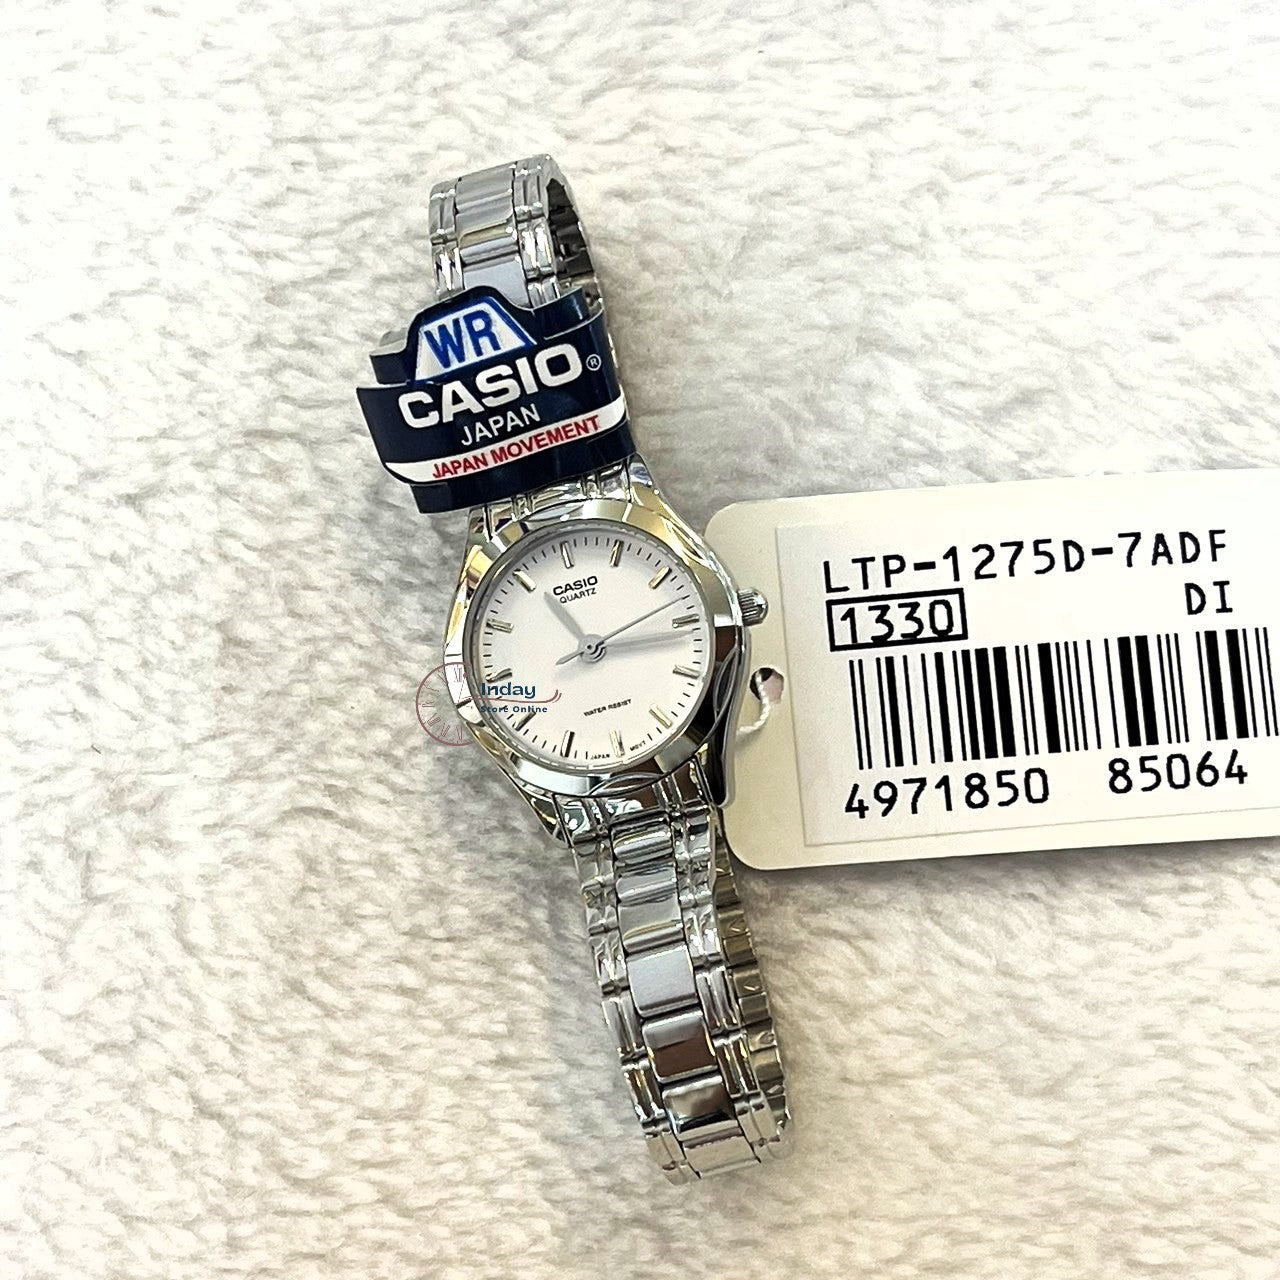 WR
CASIO®
JAPAN
JAPAN MOVEMENT
CASIO
QUARTZ
WATER RESIST
JAPAN MOV'T
Inday
Store Online
LTP-1275D-7ADF
1330 DI
4971850 85064